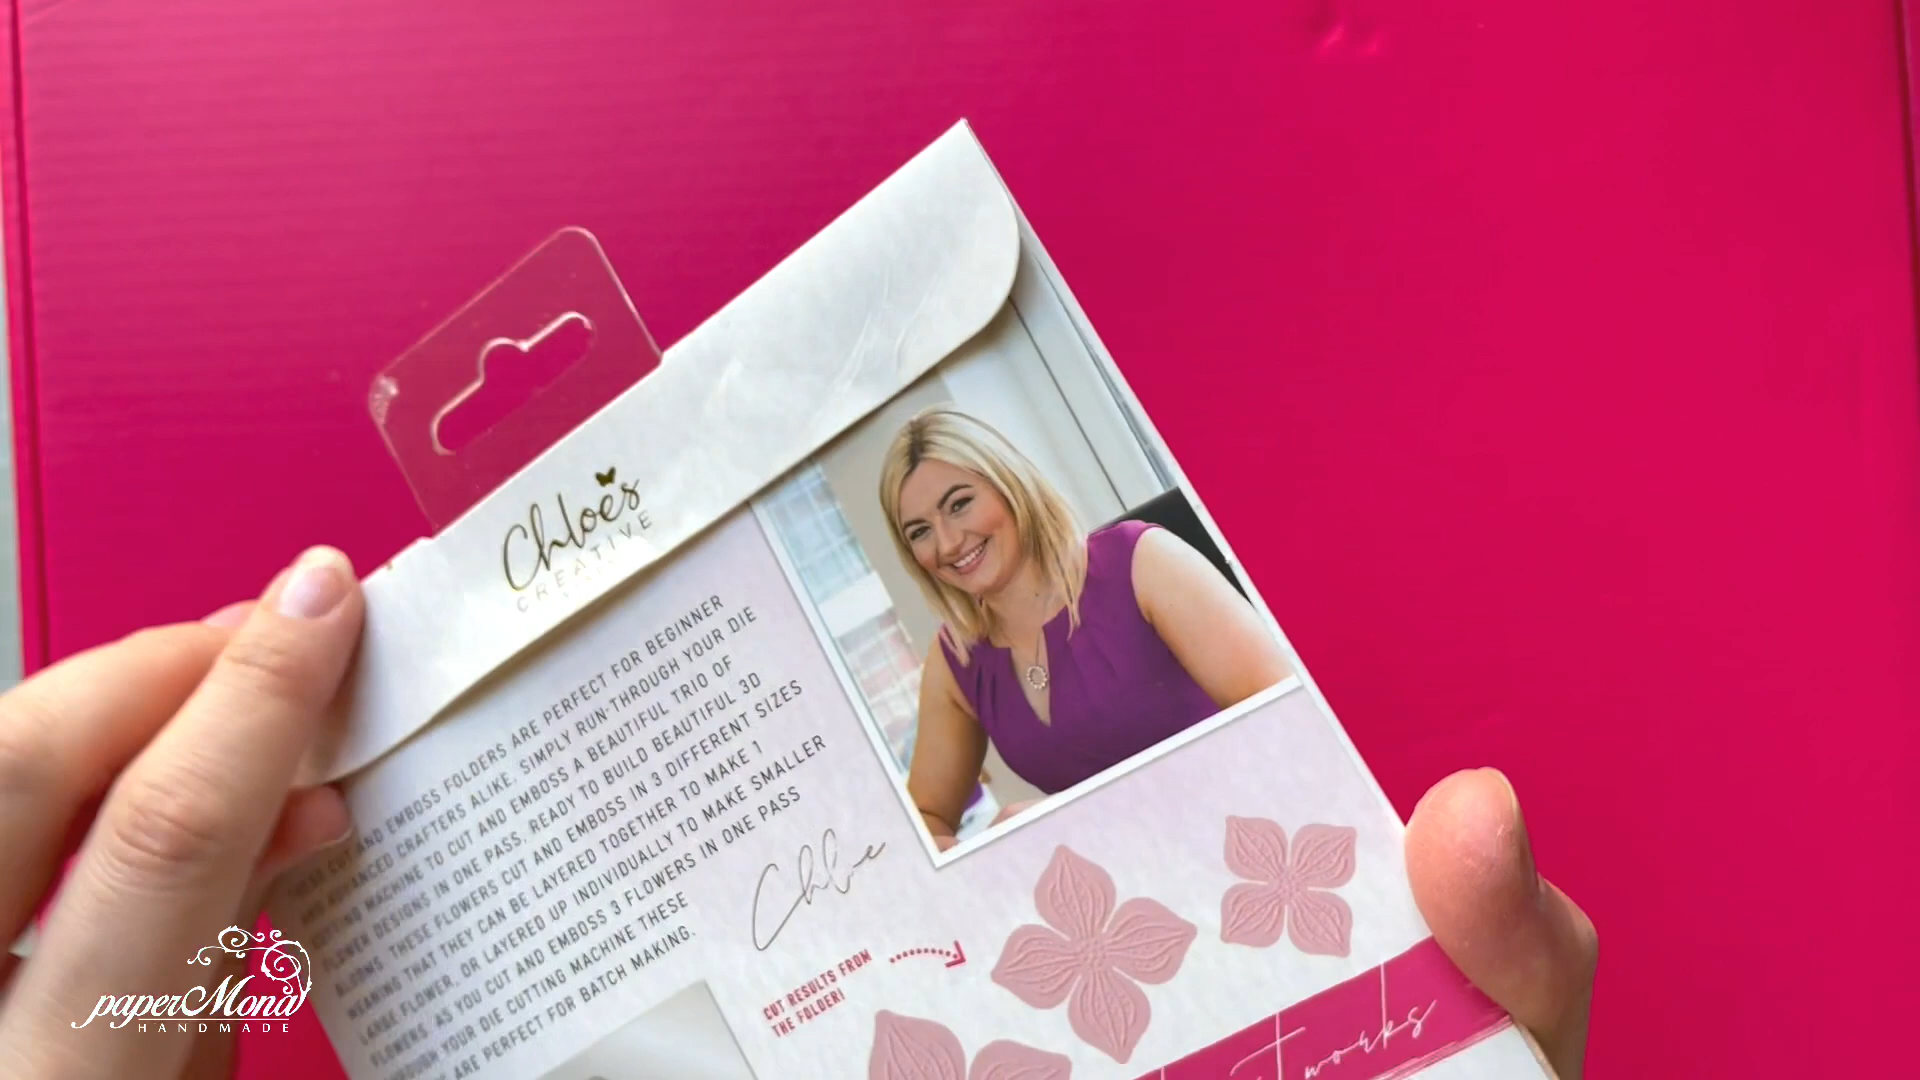 Chloës
CREATIVE
THESE CUT AND EMBOSS FOLDERS ARE PERFECT FOR BEGINNER
AND ADVANCED CRAFTERS ALIKE. SIMPLY RUN-THROUGH YOUR DIE
CUTTING MACHINE TO CUT AND EMBOSS A BEAUTIFUL TRIO OF
FLOWER DESIGNS IN ONE PASS, READY TO BUILD BEAUTIFUL 3D
BLOOMS. THESE FLOWERS CUT AND EMBOSS IN 3 DIFFERENT SIZES
MEANING THAT THEY CAN BE LAYERED TOGETHER TO MAKE 1
LARGE FLOWER, OR LAYERED UP INDIVIDUALLY TO MAKE SMALLER
FLOWERS. AS YOU CUT AND EMBOSS 3 FLOWERS IN ONE PASS
THROUGH YOUR DIE CUTTING MACHINE THESE
ARE PERFECT FOR BATCH MAKING.
Chloe
CUT RESULTS FROM
THE FOLDER!
works
paperMona
HANDMADE